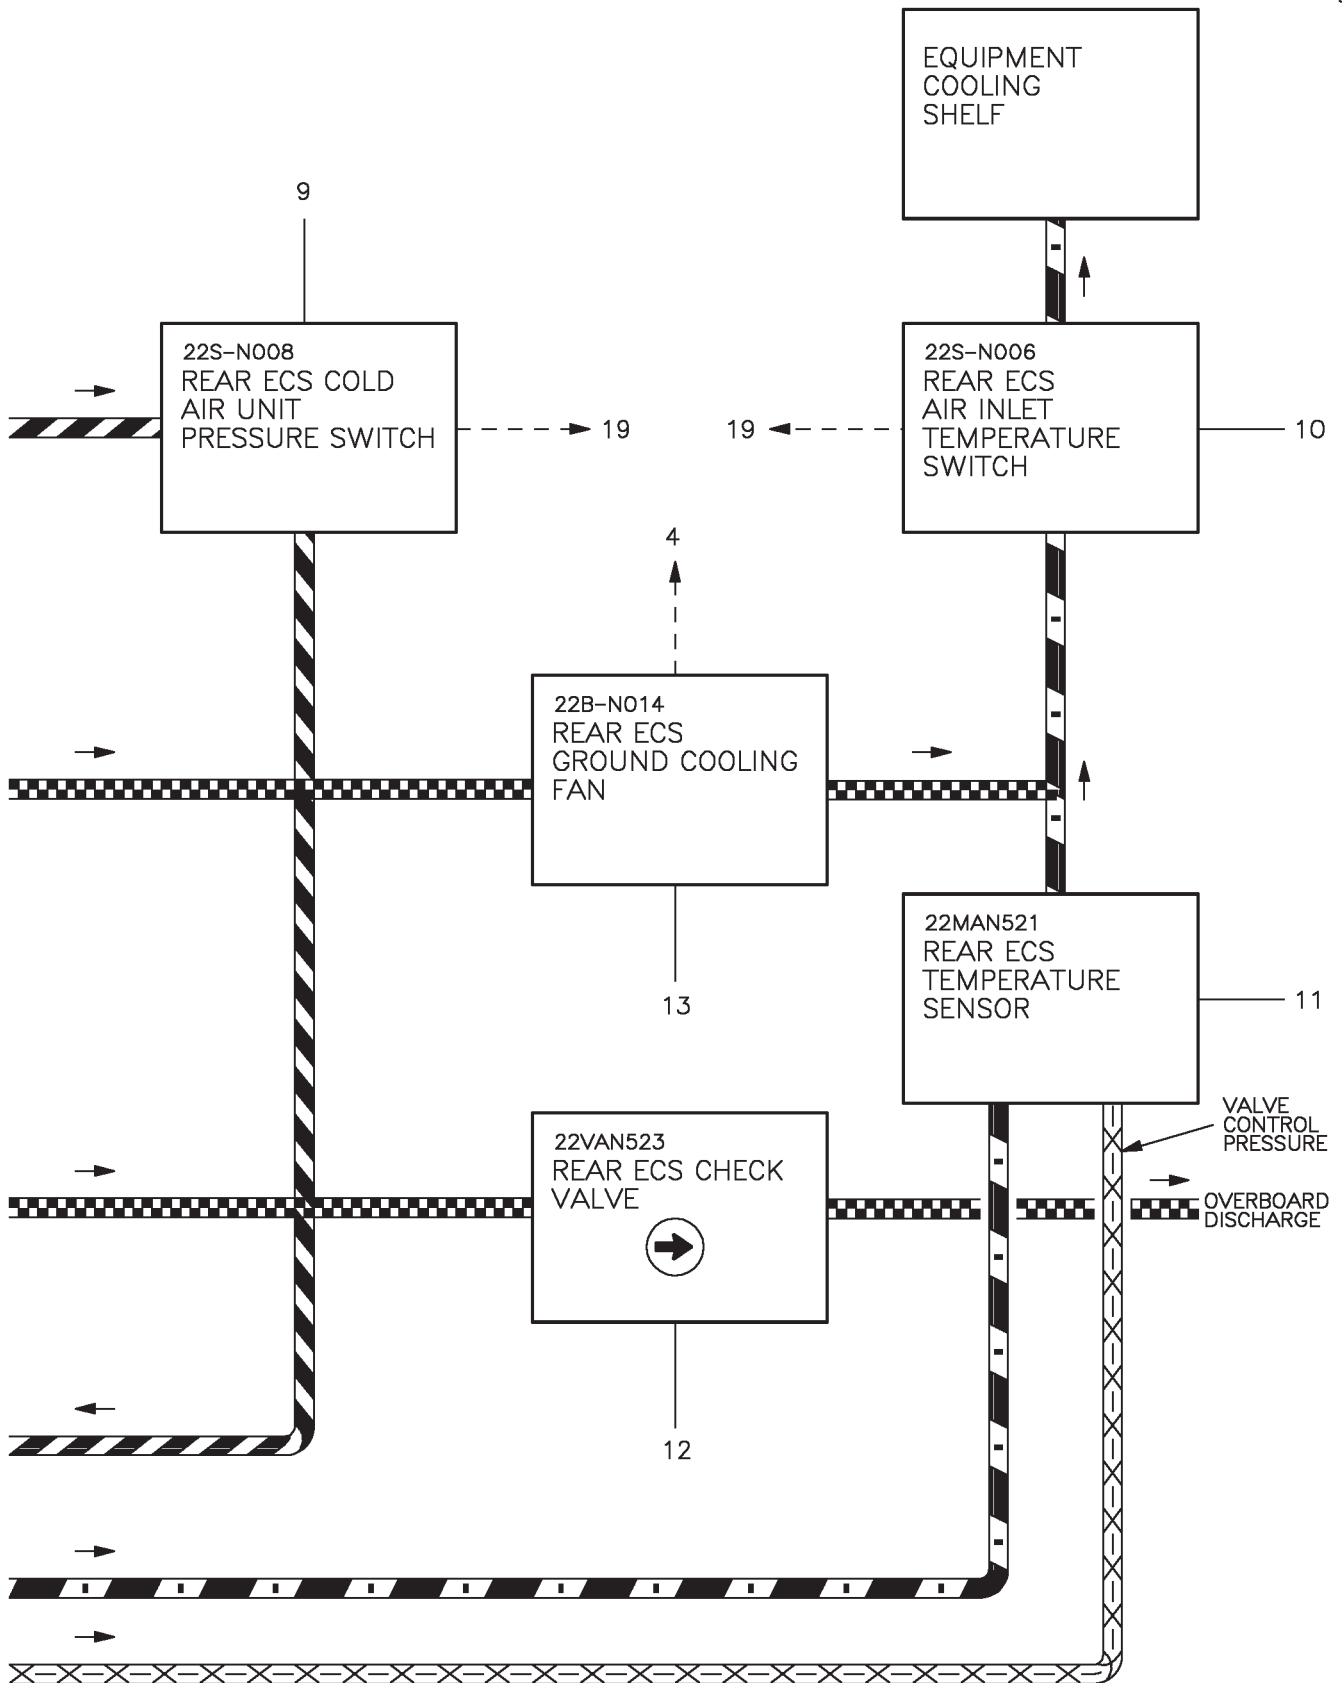 EQUIPMENT
COOLING
SHELF
9
22S-N008
REAR ECS COLD
AIR UNIT
PRESSURE SWITCH
19
19
22S-N006
REAR ECS
AIR INLET
TEMPERATURE
SWITCH
10
4
22B-N014
REAR ECS
GROUND COOLING
FAN
13
22MAN521
REAR ECS
TEMPERATURE
SENSOR
11
VALVE
CONTROL
PRESSURE
22VAN523
REAR ECS CHECK
VALVE
OVERBOARD
DISCHARGE
12